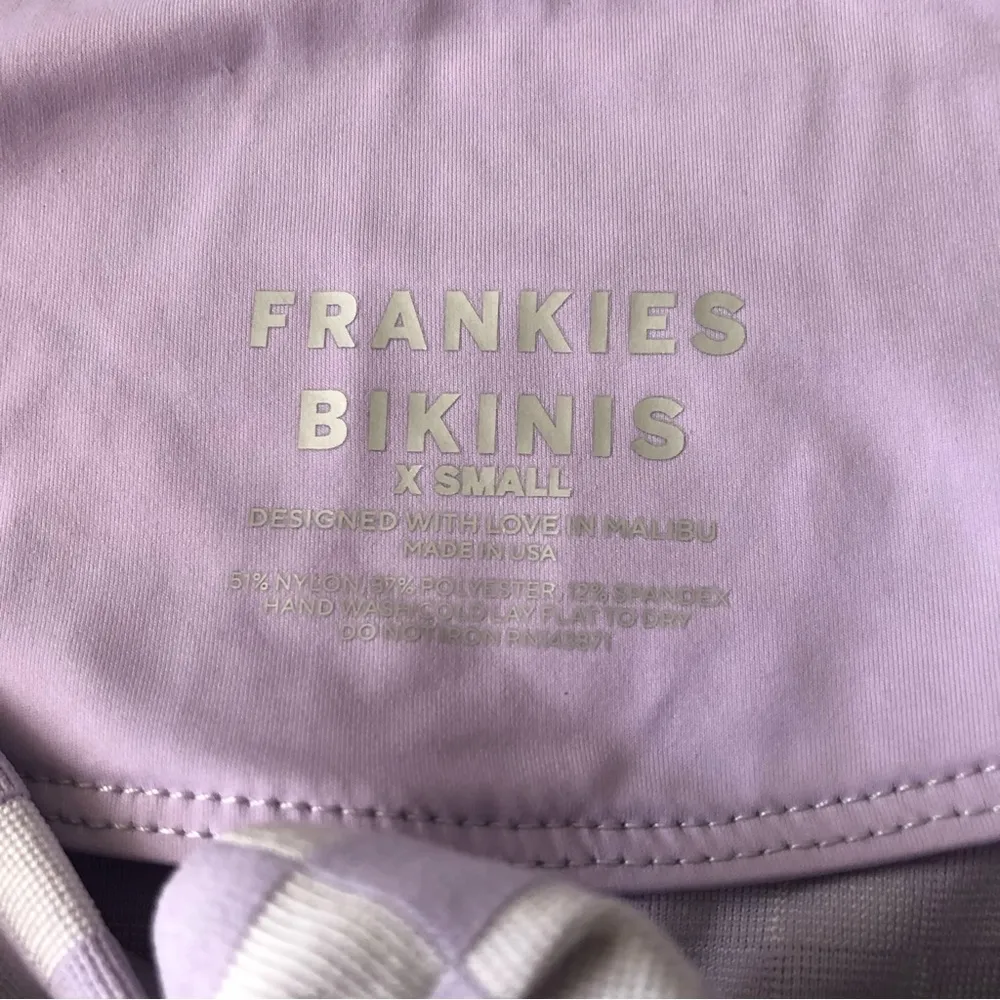 FRANKIES
BIKINIS
X SMALL
DESIGNED WITH LOVE IN MALIBU
MADE IN USA
51% NYLON, 37% POLYESTER, 12% SPANDEX
HAND WASH COLD LAY FLAT TO DRY
DO NOT IRON